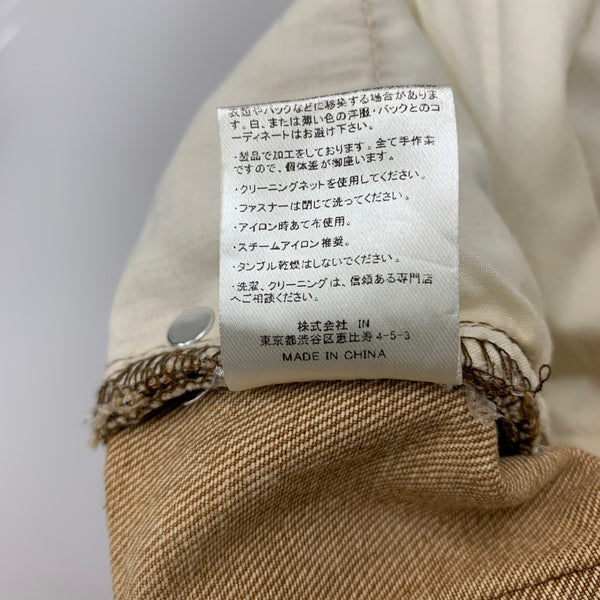 衣類やバックなどに移染する場合がありま
す。白、または薄い色の洋服・バックとのコ
ーディネートはお避け下さい。
・製品で加工をしております。全て手作業
ですので、個体差が御座います。
・クリーニングネットを使用してください。
・ファスナーは閉じて洗ってください。
・アイロン時あて布使用。
・スチームアイロン推奨。
・タンブル乾燥はしないでください。
・洗濯、クリーニングは、信頼ある専門店
へご相談ください。
株式会社 IN
東京都渋谷区恵比寿4-5-3
MADE IN CHINA